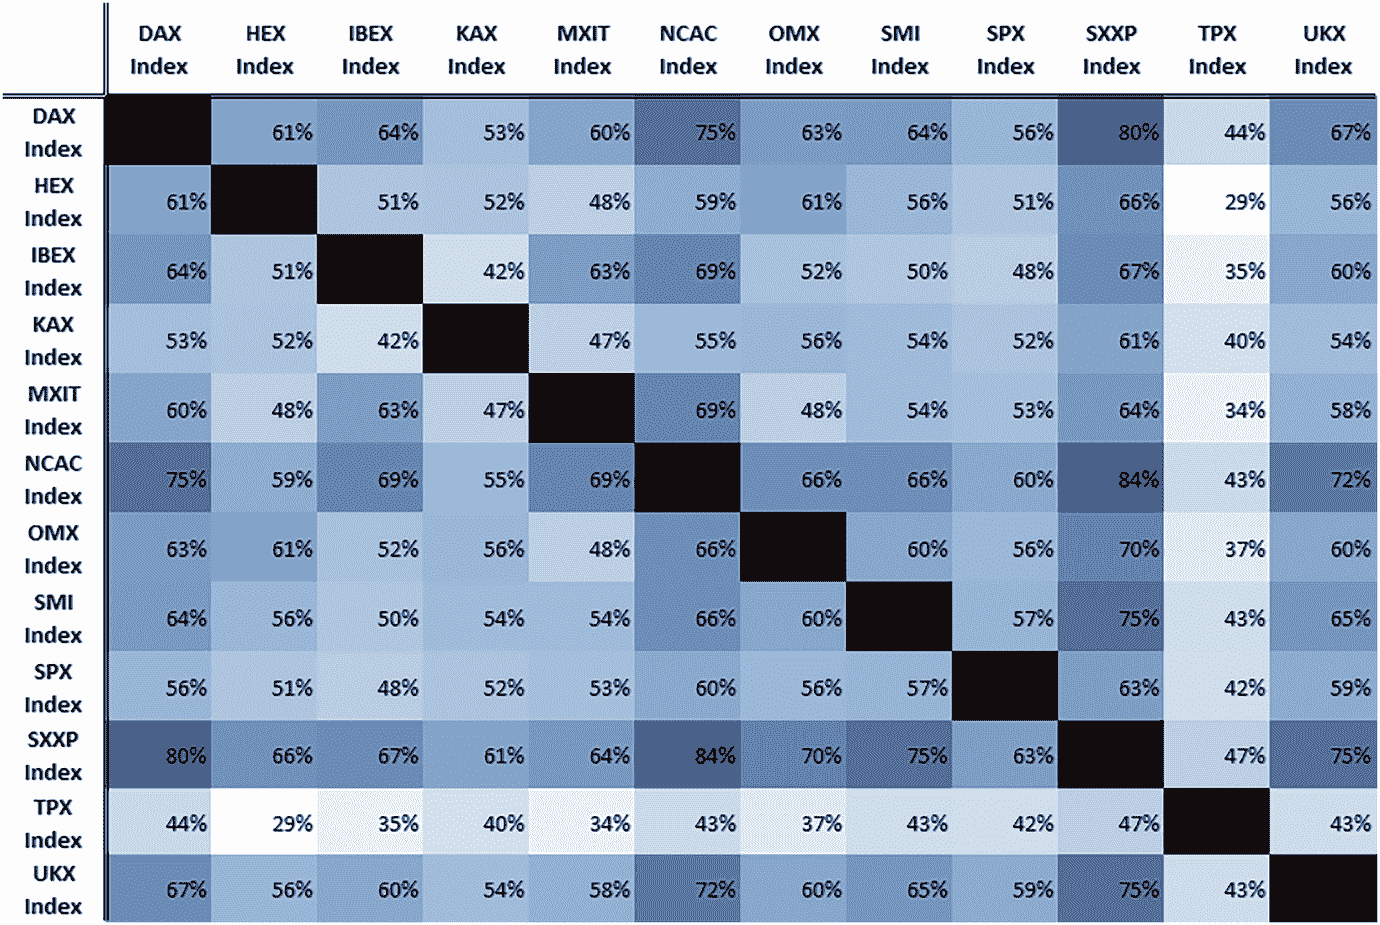 DAX HEX IBEX KAX MXIT NCAC OMX SMI SPX SXXP TPX UKX
Index Index Index Index Index Index Index Index Index Index Index Index
DAX
Index
61% 64% 53% 60% 75% 63% 64% 56% 80% 44% 67%
HEX
Index
61% 51% 52% 48% 59% 61% 56% 51% 66% 29% 56%
IBEX
Index
64% 51% 42% 63% 69% 52% 50% 48% 67% 35% 60%
KAX
Index
53% 52% 42% 47% 55% 56% 54% 52% 61% 40% 54%
MXIT
Index
60% 48% 63% 47% 69% 48% 54% 53% 64% 34% 58%
NCAC
Index
75% 59% 69% 55% 69% 66% 66% 60% 84% 43% 72%
OMX
Index
63% 61% 52% 56% 48% 66% 60% 56% 70% 37% 60%
SMI
Index
64% 56% 50% 54% 54% 66% 60% 57% 75% 43% 65%
SPX
Index
56% 51% 48% 52% 53% 60% 56% 57% 63% 42% 59%
SXXP
Index
80% 66% 67% 61% 64% 84% 70% 75% 63% 47% 75%
TPX
Index
44% 29% 35% 40% 34% 43% 37% 43% 42% 47% 43%
UKX
Index
67% 56% 60% 54% 58% 72% 60% 65% 59% 75% 43%